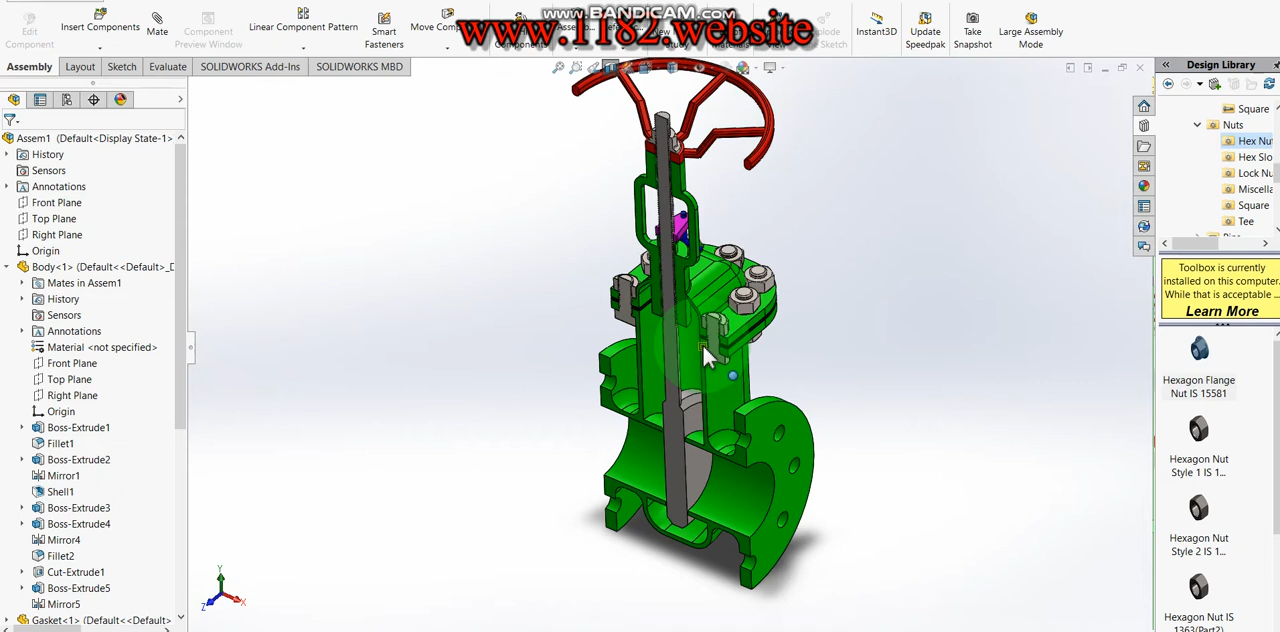 www.BANDICAM.com
www.1182.website
Edit Component
Insert Components
Mate
Component Preview Window
Linear Component Pattern
Smart Fasteners
Move Comp
Components
Instant3D
Update Speedpak
Take Snapshot
Large Assembly Mode
Assembly
Layout
Sketch
Evaluate
SOLIDWORKS Add-Ins
SOLIDWORKS MBD
Assem1 (Default<Display State-1>
History
Sensors
Annotations
Front Plane
Top Plane
Right Plane
Origin
Body<1> (Default<<Default>_D
Mates in Assem1
History
Sensors
Annotations
Material <not specified>
Front Plane
Top Plane
Right Plane
Origin
Boss-Extrude1
Fillet1
Boss-Extrude2
Mirror1
Shell1
Boss-Extrude3
Boss-Extrude4
Mirror4
Fillet2
Cut-Extrude1
Boss-Extrude5
Mirror5
Gasket<1> (Default<<Default>
Y
Z
X
Design Library
Square
Nuts
Hex Nut
Hex Slo
Lock Nu
Miscella
Square
Tee
Toolbox is currently
installed on this computer.
While that is acceptable ...
Learn More
Hexagon Flange
Nut IS 15581
Hexagon Nut
Style 1 IS 1...
Hexagon Nut
Style 2 IS 1...
Hexagon Nut IS
1363(Part2)